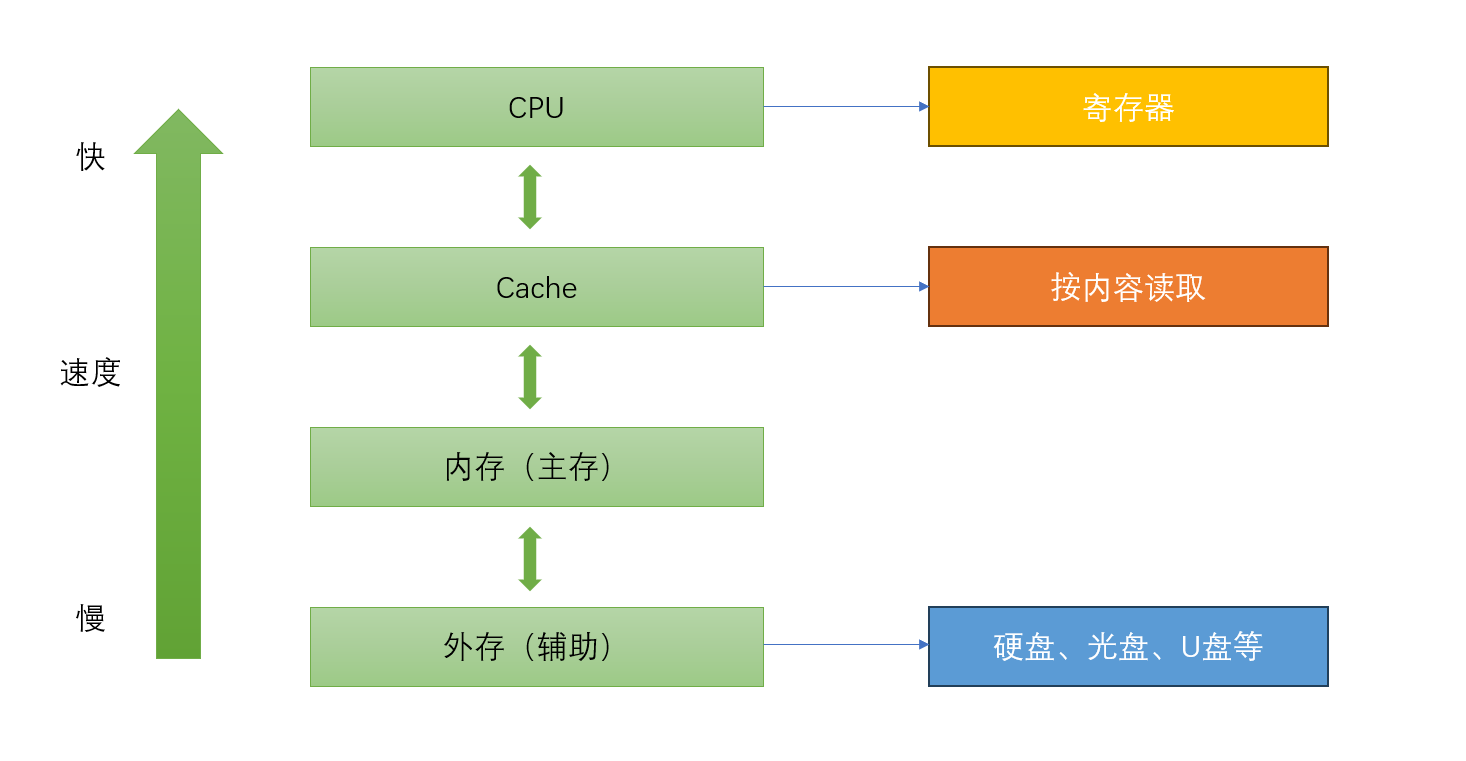 CPU
寄存器
快
Cache
按内容读取
速度
内存（主存）
慢
外存（辅助）
硬盘、光盘、U盘等